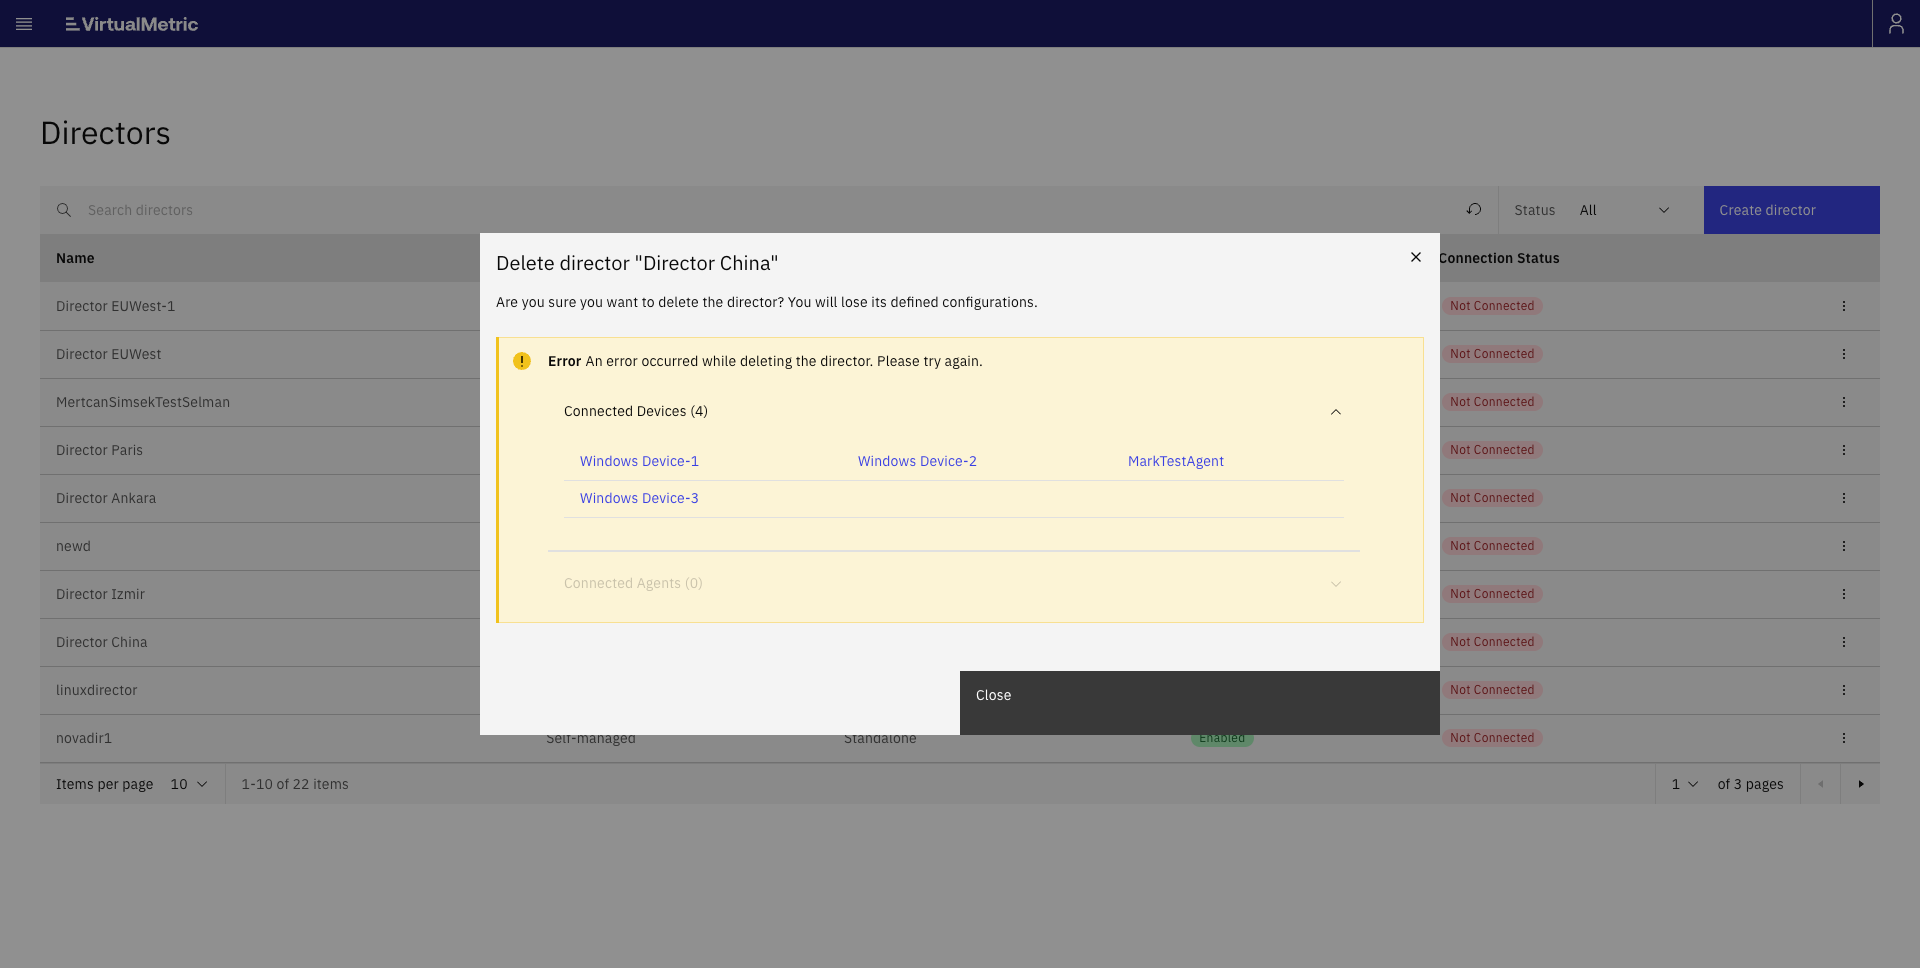 VirtualMetric
Directors
Search directors
Status All
Create director
Name
Connection Status
Delete director "Director China"
Are you sure you want to delete the director? You will lose its defined configurations.
Error An error occurred while deleting the director. Please try again.
Connected Devices (4)
Windows Device-1 Windows Device-2 MarkTestAgent
Windows Device-3
Connected Agents (0)
Close
Director EUWest-1 Not Connected
Director EUWest Not Connected
MertcanSimsekTestSelman Not Connected
Director Paris Not Connected
Director Ankara Not Connected
newd Not Connected
Director Izmir Not Connected
Director China Not Connected
linuxdirector Not Connected
novadir1 Self-managed Standalone Enabled Not Connected
Items per page 10 1-10 of 22 items 1 of 3 pages